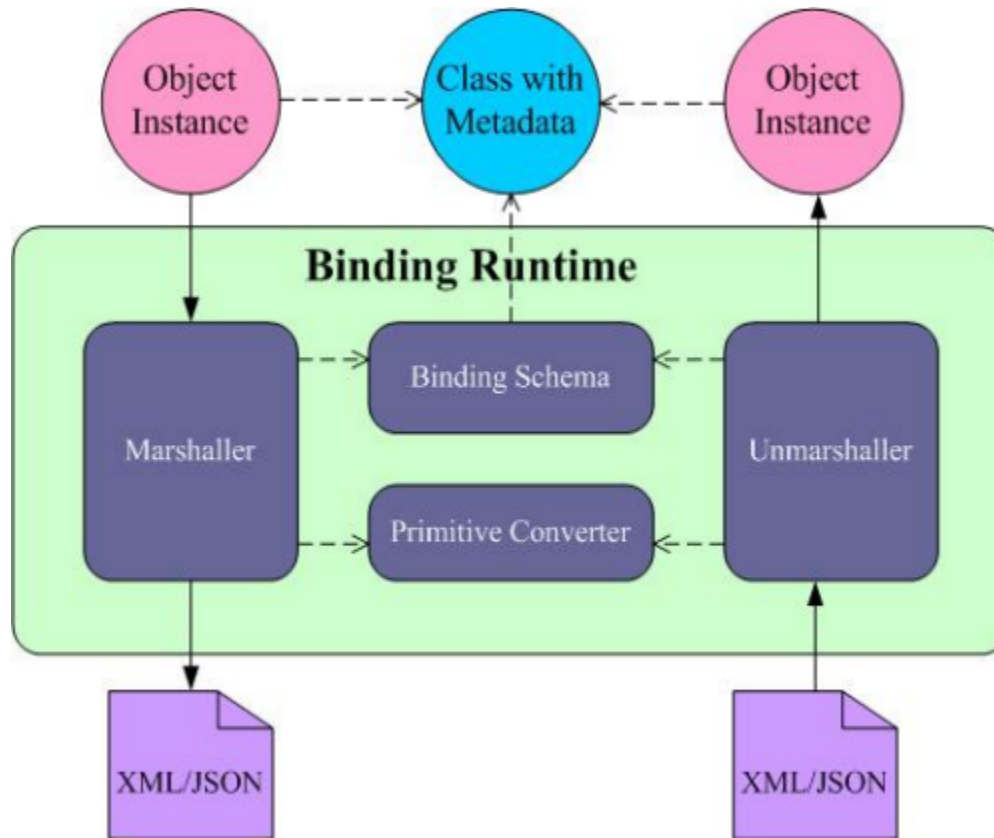 Object
Instance
Class with
Metadata
Object
Instance
Binding Runtime
Marshaller
Binding Schema
Primitive Converter
Unmarshaller
XML/JSON
XML/JSON